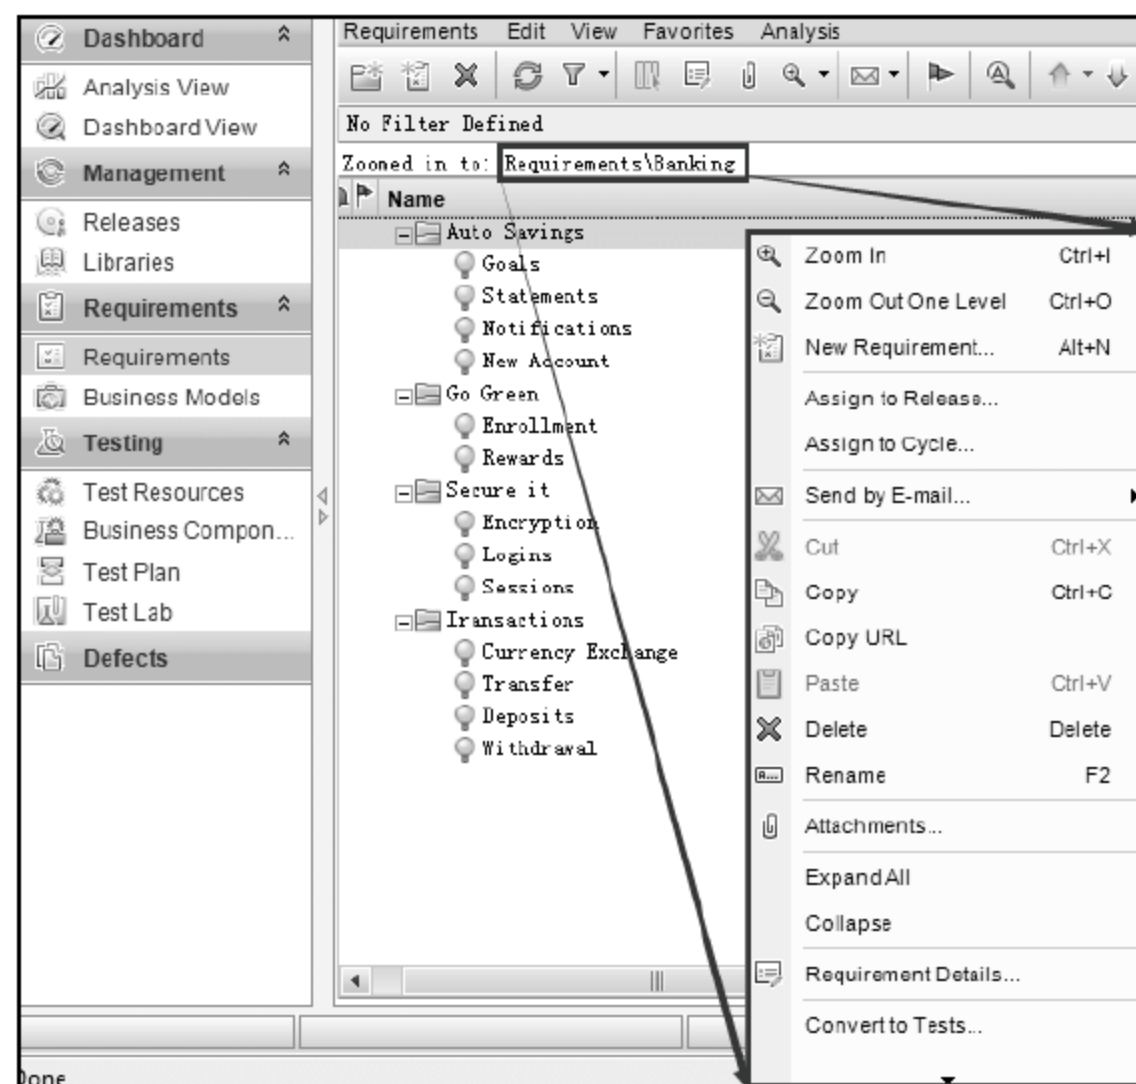 Dashboard
Analysis View
Dashboard View
Management
Releases
Libraries
Requirements
Requirements
Business Models
Testing
Test Resources
Business Compon...
Test Plan
Test Lab
Defects
Requirements Edit View Favorites Analysis
No Filter Defined
Zoomed in to: Requirements\Banking
Name
Auto Savings
Goals
Statements
Notifications
New Account
Go Green
Enrollment
Rewards
Secure it
Encryption
Logins
Sessions
Transactions
Currency Exchange
Transfer
Deposits
Withdrawal
Zoom In Ctrl+I
Zoom Out One Level Ctrl+O
New Requirement... Alt+N
Assign to Release...
Assign to Cycle...
Send by E-mail...
Cut Ctrl+X
Copy Ctrl+C
Copy URL
Paste Ctrl+V
Delete Delete
Rename F2
Attachments...
Expand All
Collapse
Requirement Details...
Convert to Tests...
Done